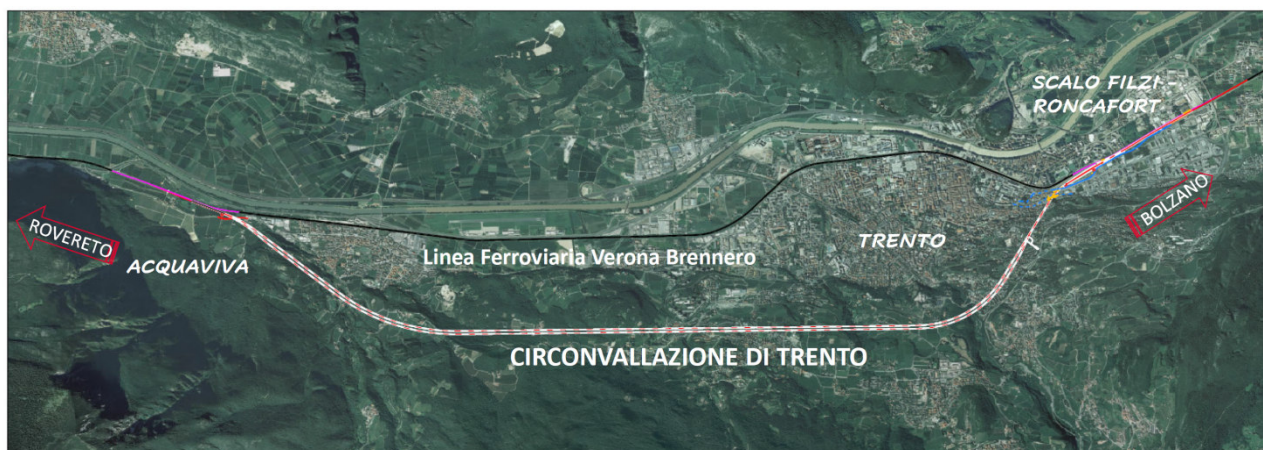 SCALO FILZI -
RONCAFORT
BOLZANO
ROVERETO
ACQUAVIVA
TRENTO
Linea Ferroviaria Verona Brennero
CIRCONVALLAZIONE DI TRENTO